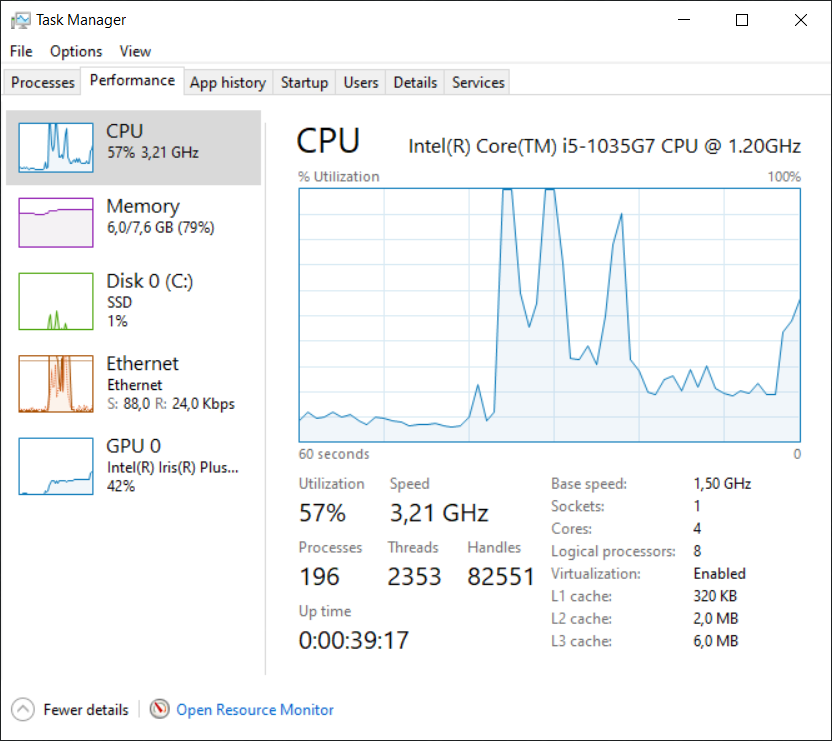 Task Manager
File Options View
Processes Performance App history Startup Users Details Services
CPU
57% 3,21 GHz
Memory
6,0/7,6 GB (79%)
Disk 0 (C:)
SSD
1%
Ethernet
Ethernet
S: 88,0 R: 24,0 Kbps
GPU 0
Intel(R) Iris(R) Plus...
42%
CPU Intel(R) Core(TM) i5-1035G7 CPU @ 1.20GHz
% Utilization 100%
60 seconds 0
Utilization Speed
57% 3,21 GHz
Processes Threads Handles
196 2353 82551
Up time
0:00:39:17
Base speed: 1,50 GHz
Sockets: 1
Cores: 4
Logical processors: 8
Virtualization: Enabled
L1 cache: 320 KB
L2 cache: 2,0 MB
L3 cache: 6,0 MB
Fewer details Open Resource Monitor